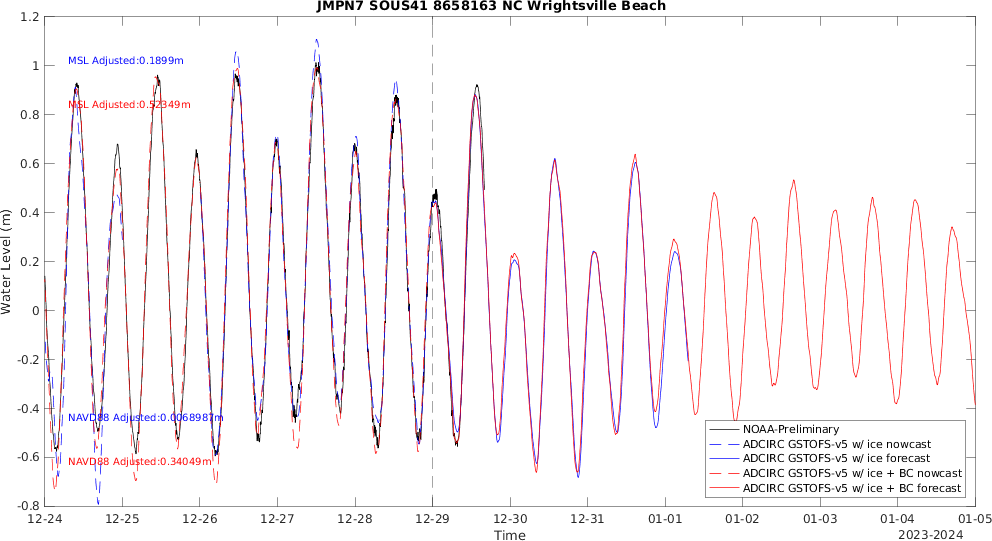 JMPN7 SOUS41 8658163 NC Wrightsville Beach
1.2
1
0.8
0.6
0.4
0.2
0
-0.2
-0.4
-0.6
-0.8
Water Level (m)
MSL Adjusted:0.1899m
MSL Adjusted:0.52349m
NAVD88 Adjusted:0.0068987m
NAVD88 Adjusted:0.34049m
NOAA-Preliminary
ADCIRC GSTOFS-v5 w/ ice nowcast
ADCIRC GSTOFS-v5 w/ ice forecast
ADCIRC GSTOFS-v5 w/ ice + BC nowcast
ADCIRC GSTOFS-v5 w/ ice + BC forecast
12-24 12-25 12-26 12-27 12-28 12-29 12-30 12-31 01-01 01-02 01-03 01-04 01-05
Time
2023-2024